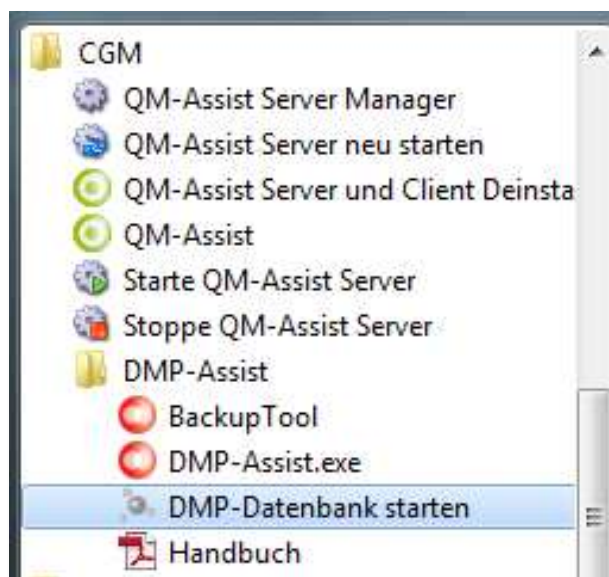 CGM
QM-Assist Server Manager
QM-Assist Server neu starten
QM-Assist Server und Client Deinsta
QM-Assist
Starte QM-Assist Server
Stoppe QM-Assist Server
DMP-Assist
BackupTool
DMP-Assist.exe
DMP-Datenbank starten
Handbuch